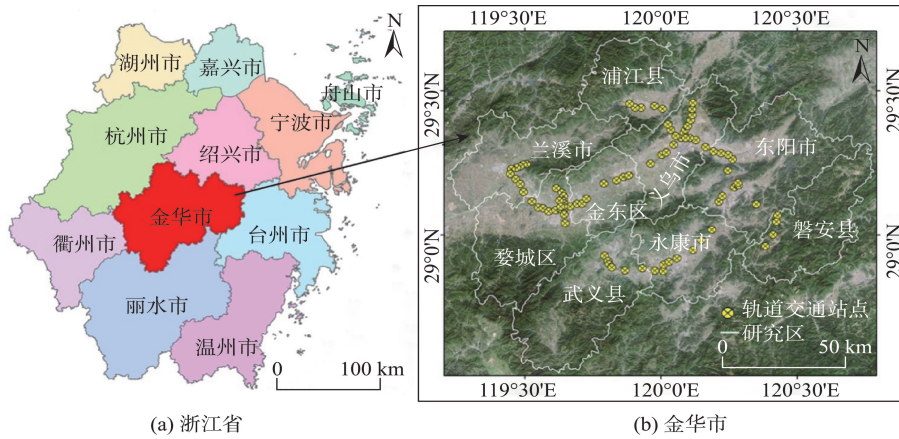 N
湖州市
嘉兴市
舟山市
杭州市
宁波市
绍兴市
金华市
衢州市
台州市
丽水市
温州市
0 100 km
(a) 浙江省
119°30'E 120°0' 120°30'E
29°30'N
29°0'N
N
浦江县
兰溪市
东阳市
义乌市
金东区
磐安县
永康市
婺城区
武义县
轨道交通站点
研究区
0 50 km
29°30'N
29°0'N
119°30'E 120°0' 120°30'E
(b) 金华市